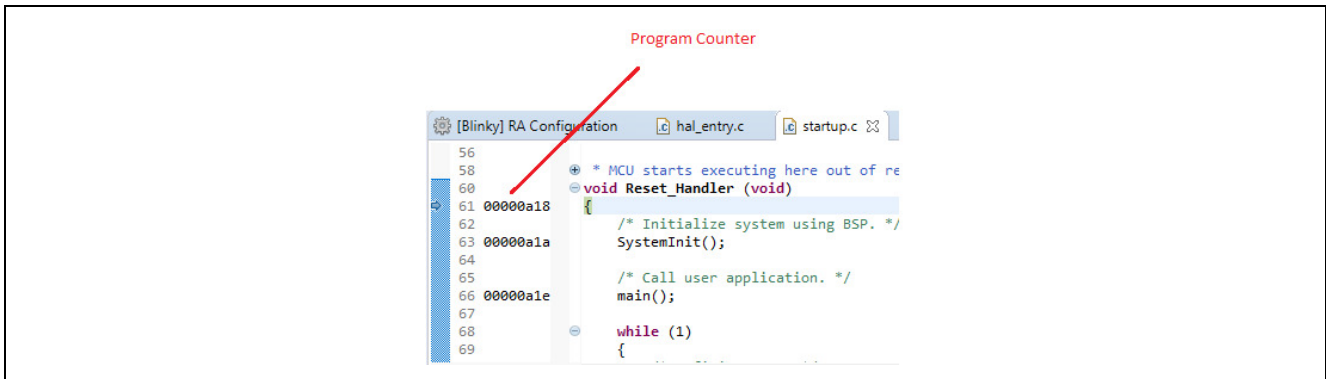 Program Counter
[Blinky] RA Configuration hal_entry.c startup.c
56
58 * MCU starts executing here out of re
60 void Reset_Handler (void)
61 00000a18 {
62 /* Initialize system using BSP. */
63 00000a1a SystemInit();
64
65 /* Call user application. */
66 00000a1e main();
67
68 while (1)
69 {